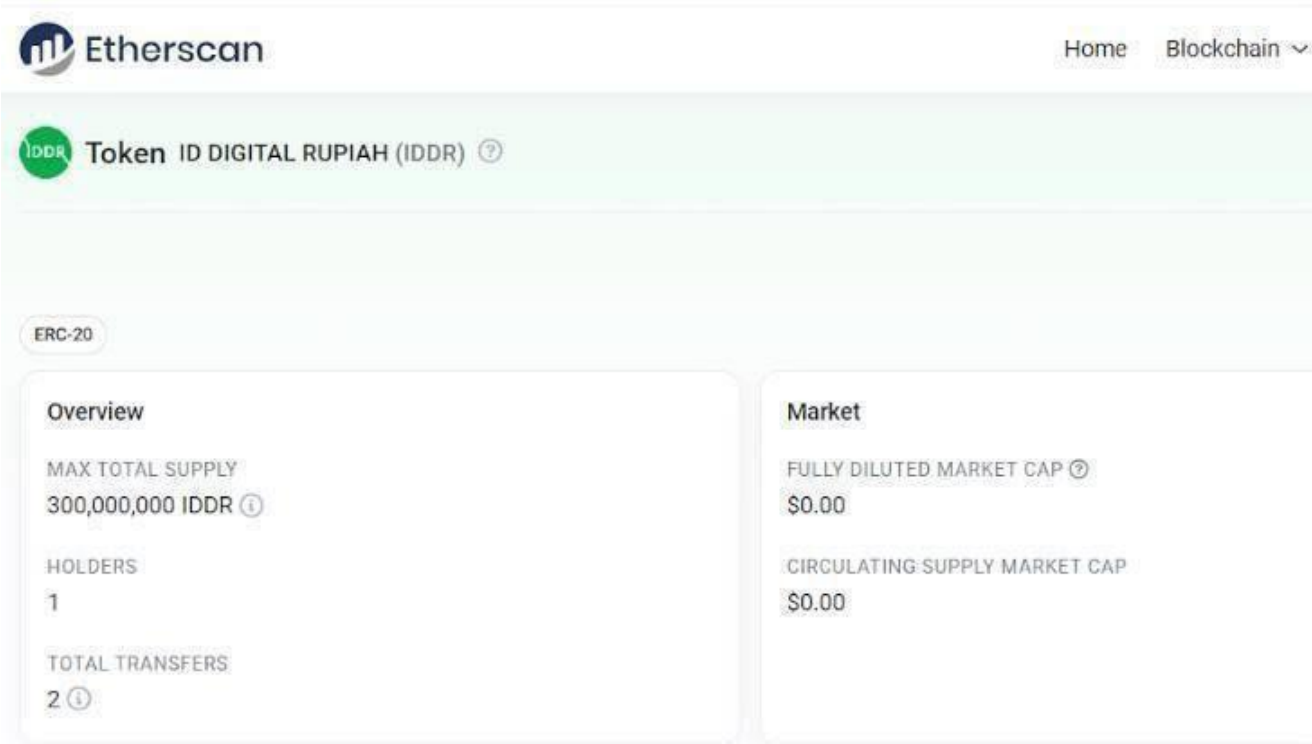 Etherscan
Home Blockchain
IDDR Token ID DIGITAL RUPIAH (IDDR)
ERC-20
Overview
MAX TOTAL SUPPLY
300,000,000 IDDR
HOLDERS
1
TOTAL TRANSFERS
2
Market
FULLY DILUTED MARKET CAP
$0.00
CIRCULATING SUPPLY MARKET CAP
$0.00